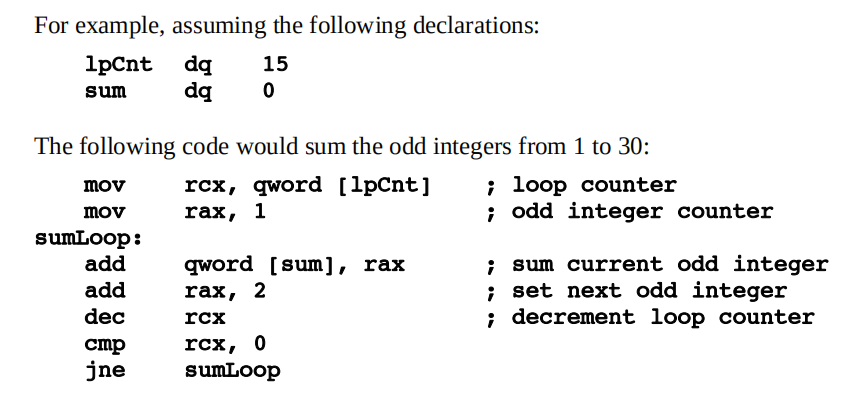 For example, assuming the following declarations:
lpCnt dq 15
sum dq 0
The following code would sum the odd integers from 1 to 30:
mov rcx, qword [lpCnt] ; loop counter
mov rax, 1 ; odd integer counter
sumLoop:
add qword [sum], rax ; sum current odd integer
add rax, 2 ; set next odd integer
dec rcx ; decrement loop counter
cmp rcx, 0
jne sumLoop